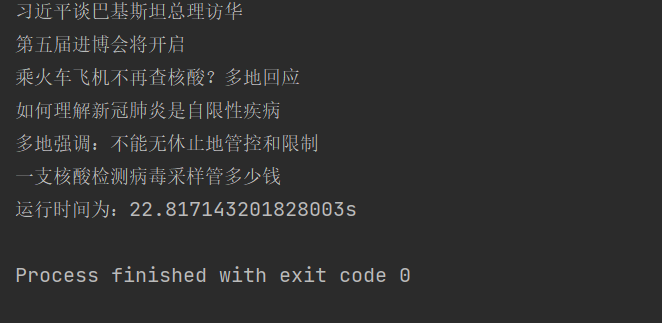 习近平谈巴基斯坦总理访华
第五届进博会将开启
乘火车飞机不再查核酸？多地回应
如何理解新冠肺炎是自限性疾病
多地强调：不能无休止地管控和限制
一支核酸检测病毒采样管多少钱
运行时间为：22.817143201828003s
Process finished with exit code 0